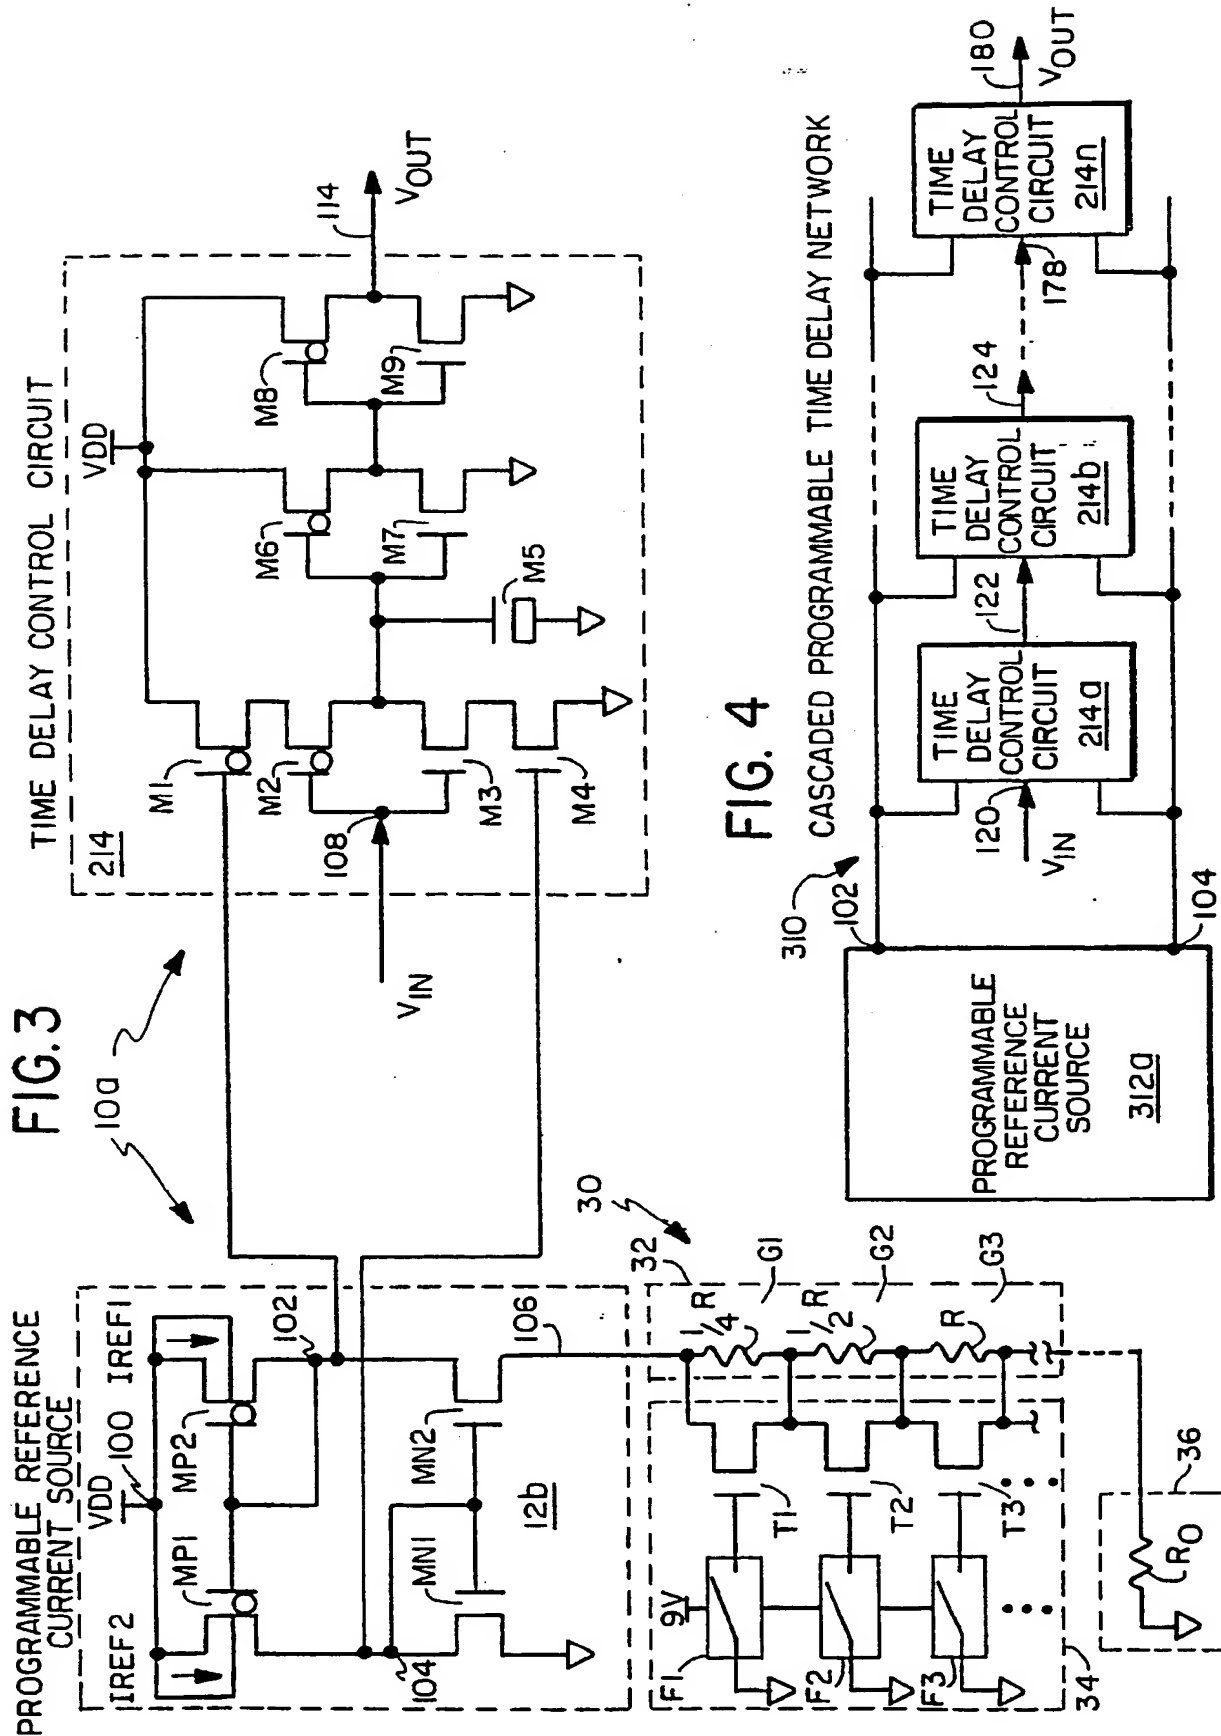 FIG.3
10a
PROGRAMMABLE REFERENCE
CURRENT SOURCE
VDD
100
IREF2
IREF1
MP1
MP2
102
104
MN1
MN2
12b
106
TIME DELAY CONTROL CIRCUIT
214
VDD
M1
M2
M3
M4
108
VIN
M5
M6
M7
M8
M9
114
VOUT
30
32
1/4 R
G1
1/2 R
G2
R
G3
9V
F1
F2
F3
T1
T2
T3
34
36
RO
FIG. 4
CASCADED PROGRAMMABLE TIME DELAY NETWORK
310
102
104
PROGRAMMABLE
REFERENCE
CURRENT
SOURCE
312a
VIN
120
TIME
DELAY
CONTROL
CIRCUIT
214a
122
TIME
DELAY
CONTROL
CIRCUIT
214b
124
178
TIME
DELAY
CONTROL
CIRCUIT
214n
180
VOUT